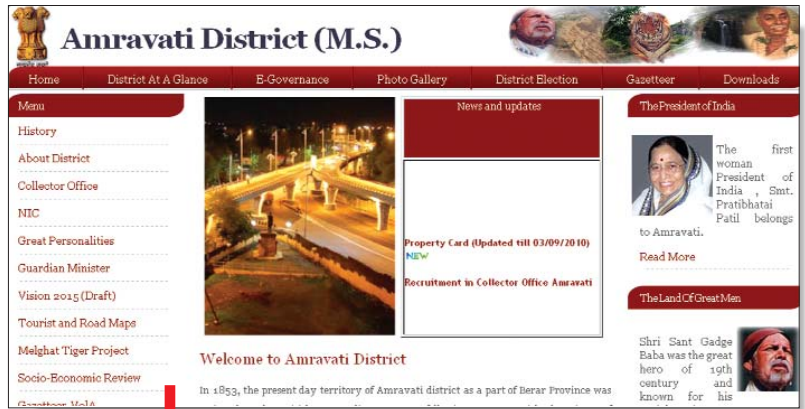 Amravati District (M.S.)
Home District At A Glance E-Governance Photo Gallery District Election Gazetteer Downloads
Menu
History
About District
Collector Office
NIC
Great Personalities
Guardian Minister
Vision 2015 (Draft)
Tourist and Road Maps
Melghat Tiger Project
Socio-Economic Review
Gazetteer VolA
News and updates
Property Card (Updated till 03/09/2010)
NEW
Recruitment in Collector Office Amravati
Welcome to Amravati District
In 1853, the present day territory of Amravati district as a part of Berar Province was
The President of India
The first
woman
President of
India , Smt.
Pratibhatai
Patil belongs
to Amravati.
Read More
The Land Of Great Men
Shri Sant Gadge
Baba was the great
hero of 19th
century and
known for his